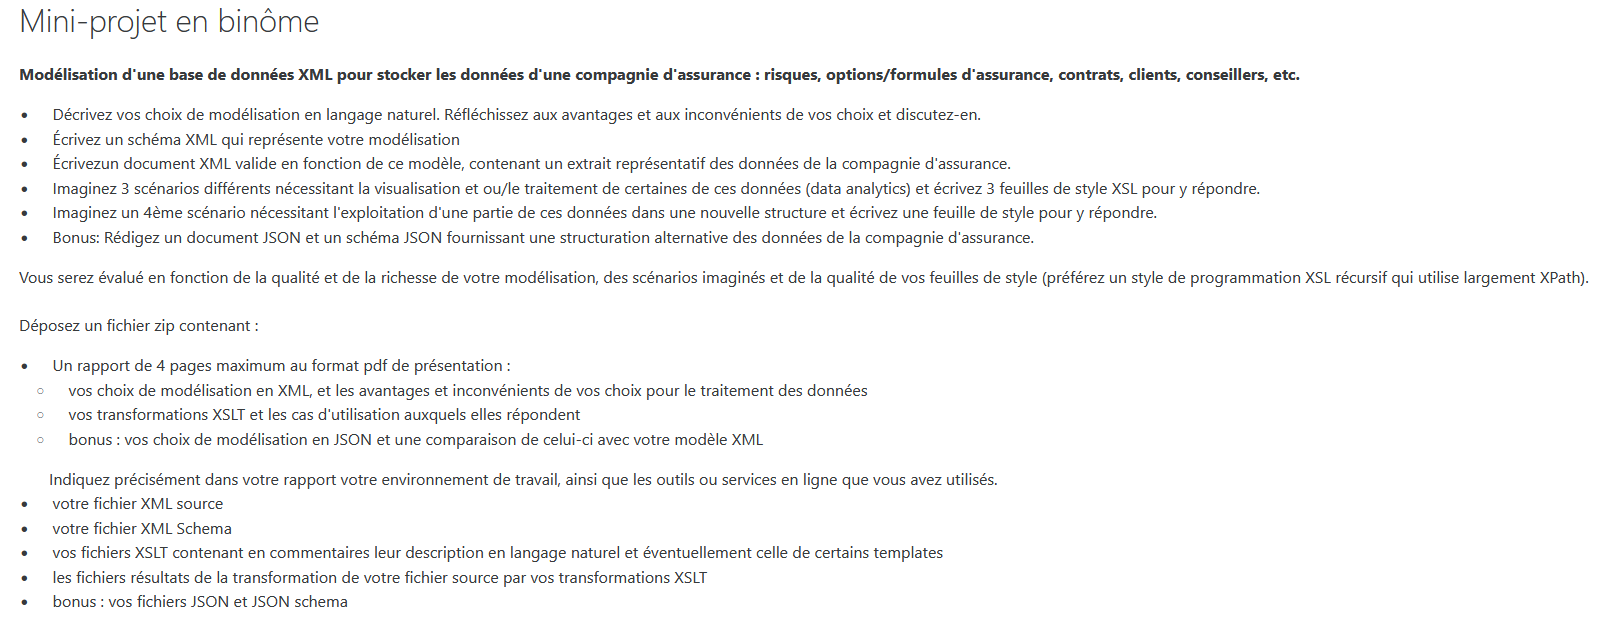 Mini-projet en binôme
Modélisation d'une base de données XML pour stocker les données d'une compagnie d'assurance : risques, options/formules d'assurance, contrats, clients, conseillers, etc.
• Décrivez vos choix de modélisation en langage naturel. Réfléchissez aux avantages et aux inconvénients de vos choix et discutez-en.
• Écrivez un schéma XML qui représente votre modélisation
• Écrivezun document XML valide en fonction de ce modèle, contenant un extrait représentatif des données de la compagnie d'assurance.
• Imaginez 3 scénarios différents nécessitant la visualisation et ou/le traitement de certaines de ces données (data analytics) et écrivez 3 feuilles de style XSL pour y répondre.
• Imaginez un 4ème scénario nécessitant l'exploitation d'une partie de ces données dans une nouvelle structure et écrivez une feuille de style pour y répondre.
• Bonus: Rédigez un document JSON et un schéma JSON fournissant une structuration alternative des données de la compagnie d'assurance.
Vous serez évalué en fonction de la qualité et de la richesse de votre modélisation, des scénarios imaginés et de la qualité de vos feuilles de style (préférez un style de programmation XSL récursif qui utilise largement XPath).
Déposez un fichier zip contenant :
• Un rapport de 4 pages maximum au format pdf de présentation :
○ vos choix de modélisation en XML, et les avantages et inconvénients de vos choix pour le traitement des données
○ vos transformations XSLT et les cas d'utilisation auxquels elles répondent
○ bonus : vos choix de modélisation en JSON et une comparaison de celui-ci avec votre modèle XML
Indiquez précisément dans votre rapport votre environnement de travail, ainsi que les outils ou services en ligne que vous avez utilisés.
• votre fichier XML source
• votre fichier XML Schema
• vos fichiers XSLT contenant en commentaires leur description en langage naturel et éventuellement celle de certains templates
• les fichiers résultats de la transformation de votre fichier source par vos transformations XSLT
• bonus : vos fichiers JSON et JSON schema